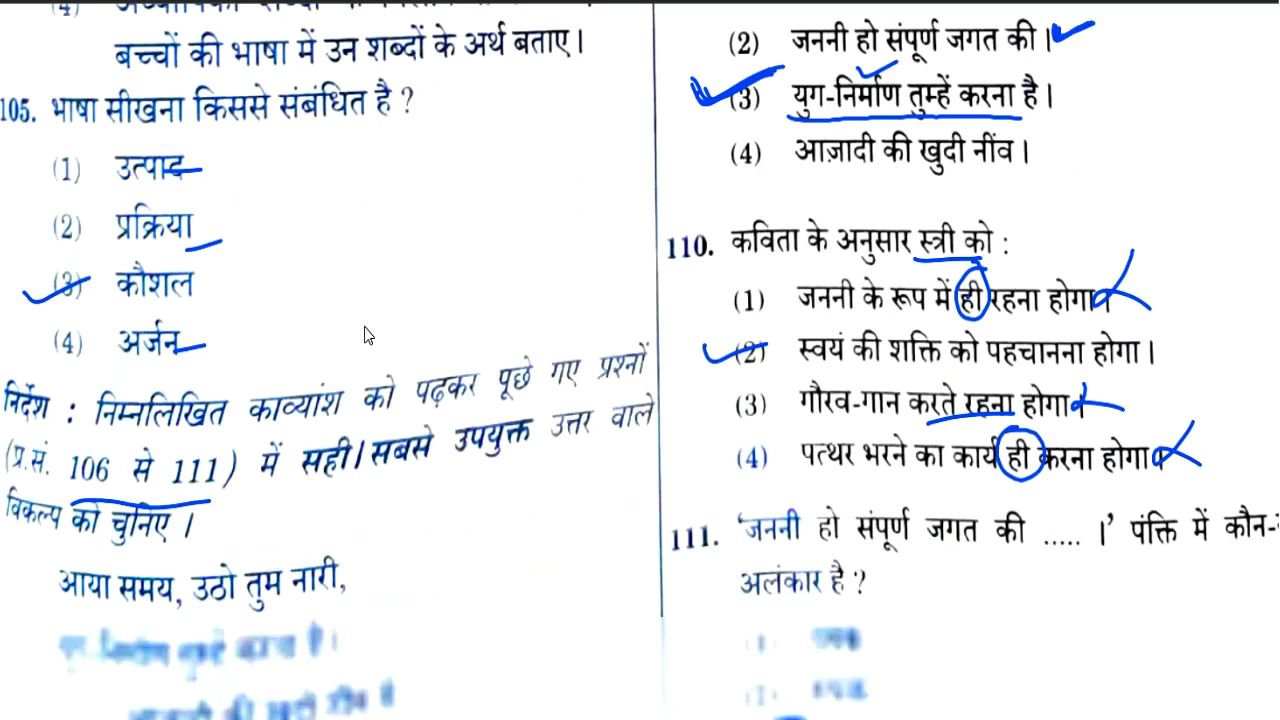 बच्चों की भाषा में उन शब्दों के अर्थ बताए।
105. भाषा सीखना किससे संबंधित है ?
(1) उत्पाद
(2) प्रक्रिया
(3) कौशल
(4) अर्जन
निर्देश : निम्नलिखित काव्यांश को पढ़कर पूछे गए प्रश्नों
(प्र.सं. 106 से 111) में सही/सबसे उपयुक्त उत्तर वाले
विकल्प को चुनिए ।
आया समय, उठो तुम नारी,
(2) जननी हो संपूर्ण जगत की।
(3) युग-निर्माण तुम्हें करना है।
(4) आज़ादी की खुदी नींव।
110. कविता के अनुसार स्त्री को :
(1) जननी के रूप में ही रहना होगा।
(2) स्वयं की शक्ति को पहचानना होगा।
(3) गौरव-गान करते रहना होगा।
(4) पत्थर भरने का कार्य ही करना होगा।
111. 'जननी हो संपूर्ण जगत की ..... ।' पंक्ति में कौन-
अलंकार है ?